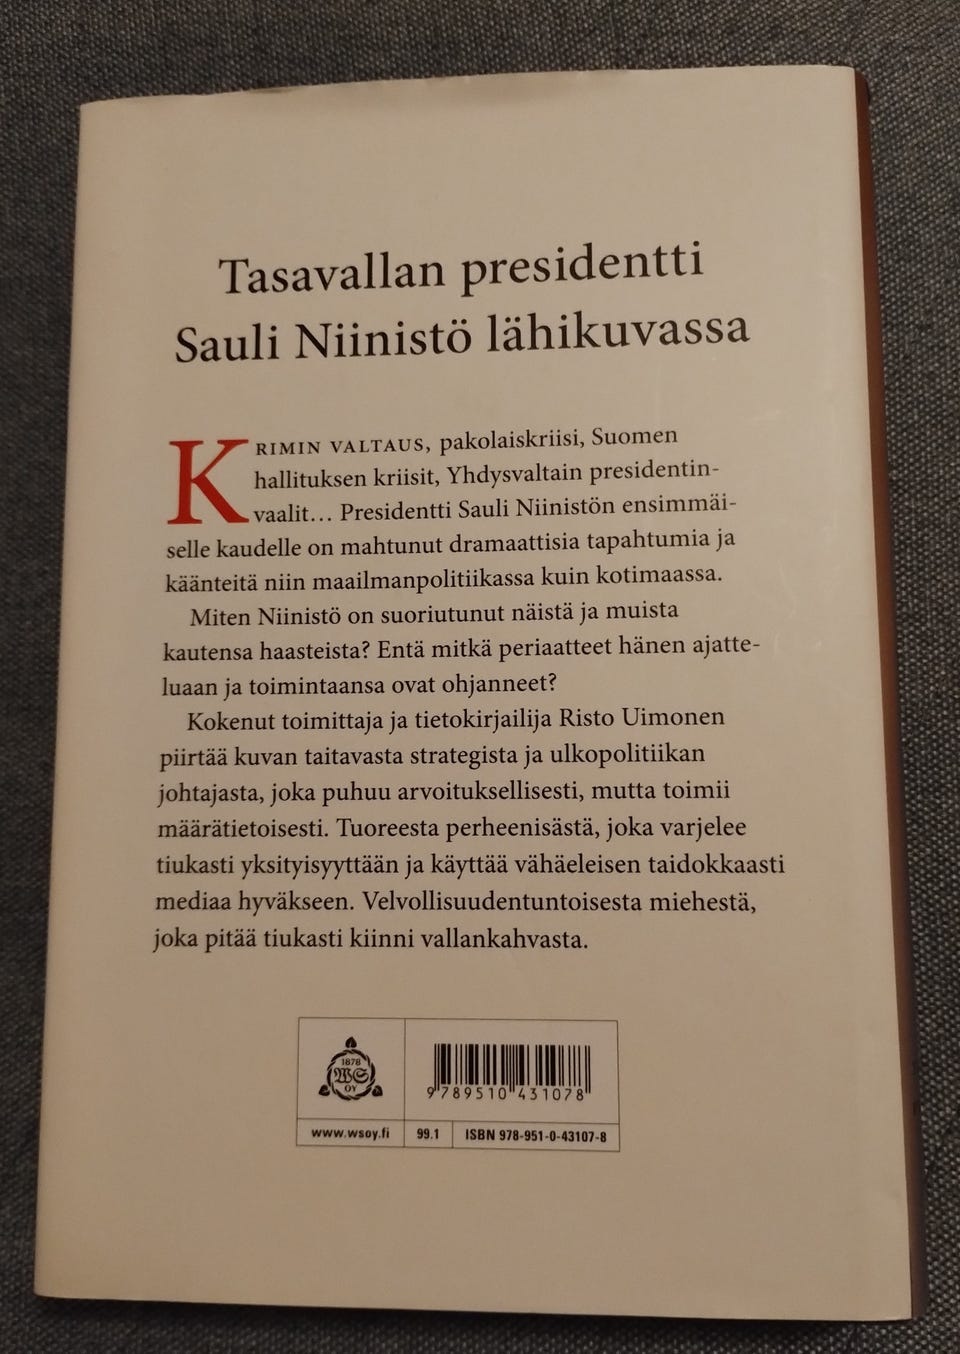 Tasavallan presidentti
Sauli Niinistö lähikuvassa
KRIMIN VALTAUS, pakolaiskriisi, Suomen
hallituksen kriisit, Yhdysvaltain presidentin-
vaalit... Presidentti Sauli Niinistön ensimmäi-
selle kaudelle on mahtunut dramaattisia tapahtumia ja
käänteitä niin maailmanpolitiikassa kuin kotimaassa.
Miten Niinistö on suoriutunut näistä ja muista
kautensa haasteista? Entä mitkä periaatteet hänen ajatte-
luaan ja toimintaansa ovat ohjanneet?
Kokenut toimittaja ja tietokirjailija Risto Uimonen
piirtää kuvan taitavasta strategista ja ulkopolitiikan
johtajasta, joka puhuu arvoituksellisesti, mutta toimii
määrätietoisesti. Tuoreesta perheenisästä, joka varjelee
tiukasti yksityisyyttään ja käyttää vähäeleisen taidokkaasti
mediaa hyväkseen. Velvollisuudentuntoisesta miehestä,
joka pitää tiukasti kiinni vallankahvasta.
1878
WS
OY
9 789510 431078
www.wsoy.fi
99.1
ISBN 978-951-0-43107-8